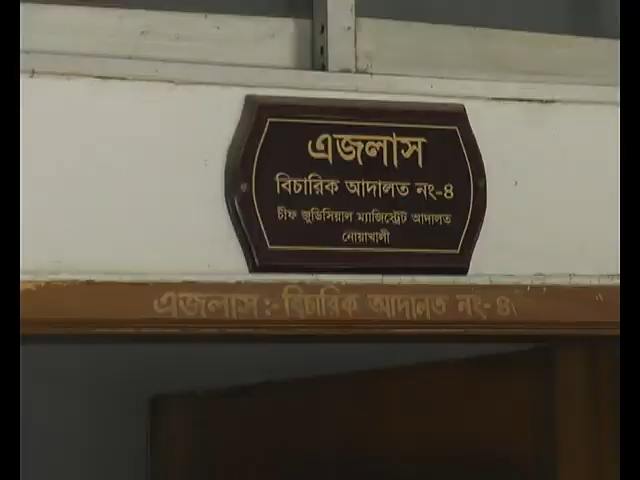 এজলাস
বিচারিক আদালত নং-৪
চীফ জুডিসিয়াল ম্যাজিস্ট্রেট আদালত
নোয়াখালী
এজলাস:- বিচারিক আদালত নং-৪